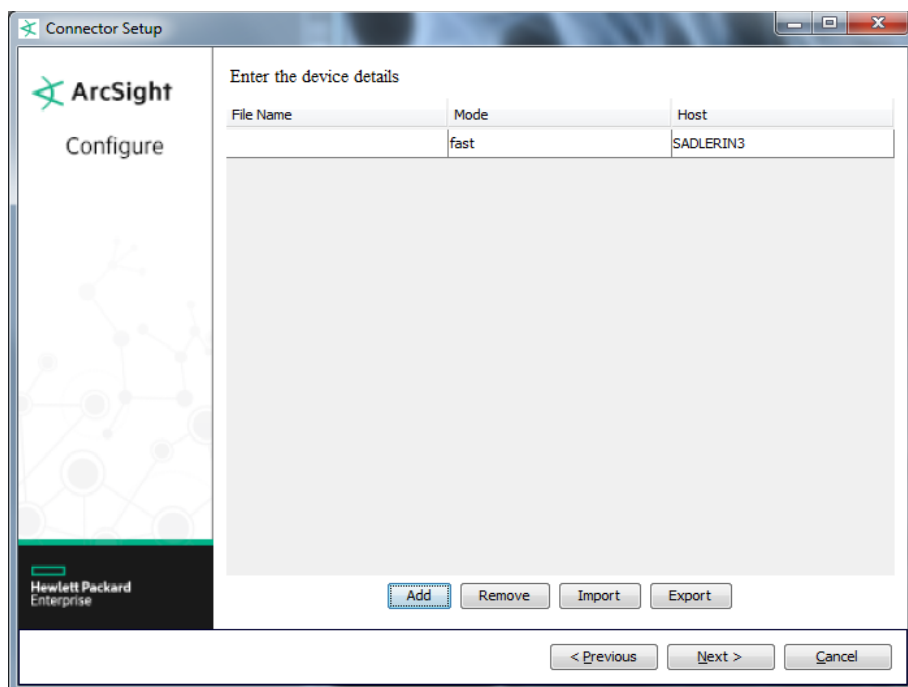 Connector Setup
ArcSight
Configure
Enter the device details
File Name Mode Host
fast SADLERIN3
Add Remove Import Export
Hewlett Packard
Enterprise
< Previous Next > Cancel